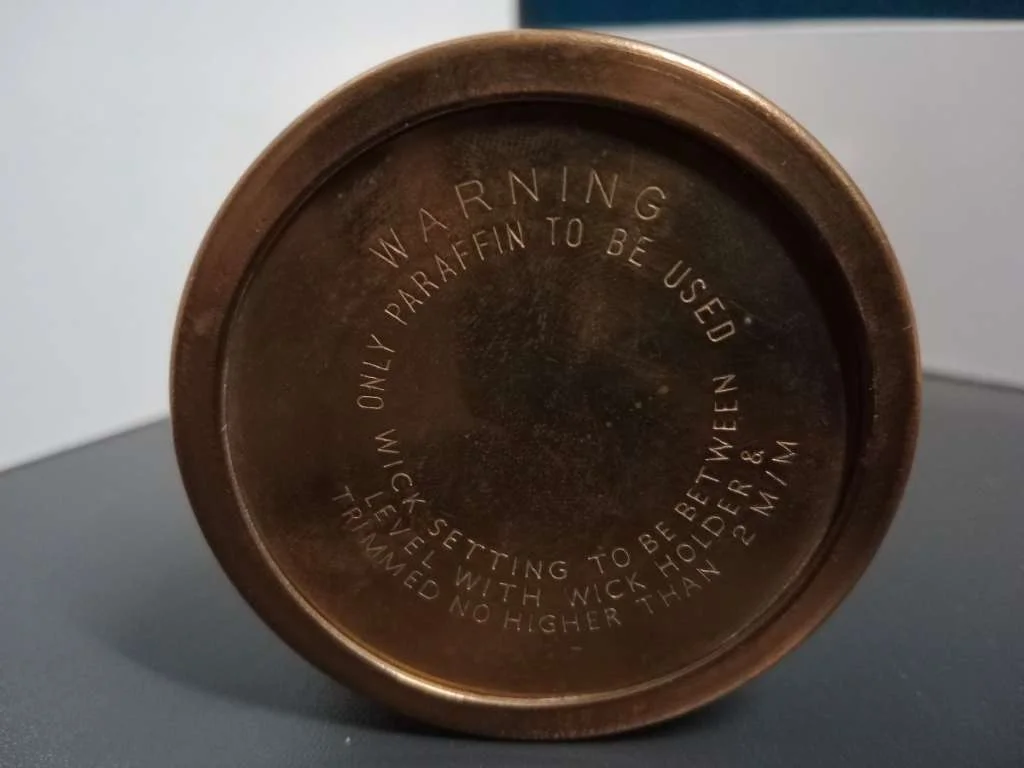 WARNING
ONLY PARAFFIN TO BE USED
WICK SETTING TO BE BETWEEN
LEVEL WITH WICK HOLDER &
TRIMMED NO HIGHER THAN 2 M/M